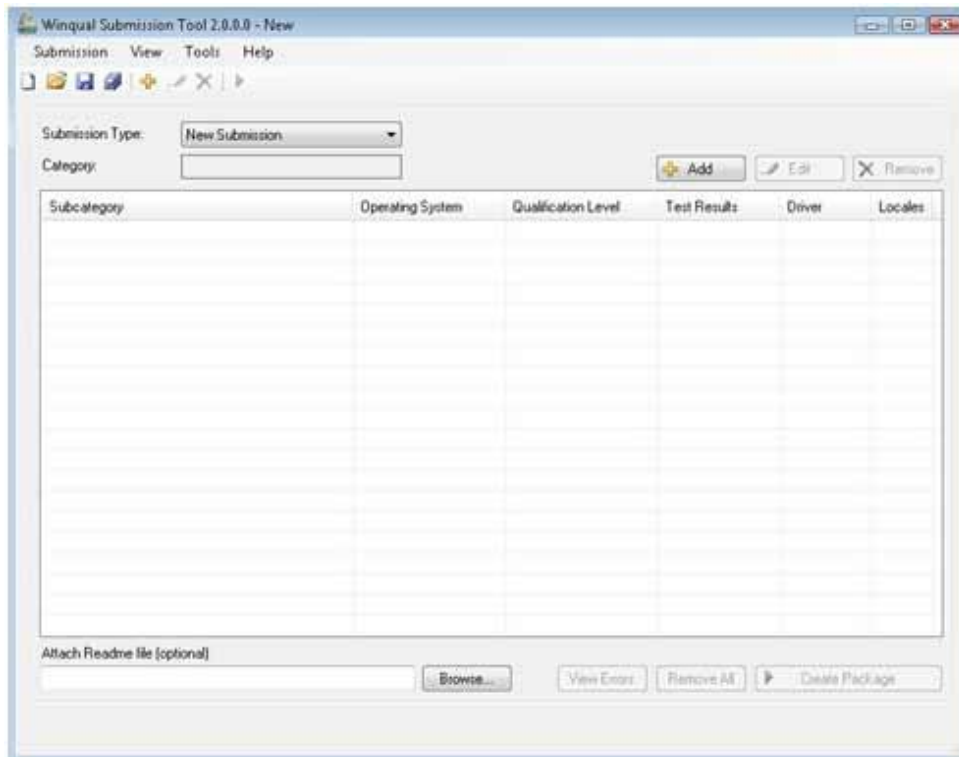 Winqual Submission Tool 2.0.0.0 - New
Submission View Tools Help
Submission Type: New Submission
Category:
Add Edit Remove
Subcategory Operating System Qualification Level Test Results Driver Locales
Attach Readme file (optional)
Browse... View Errors Remove All Create Package